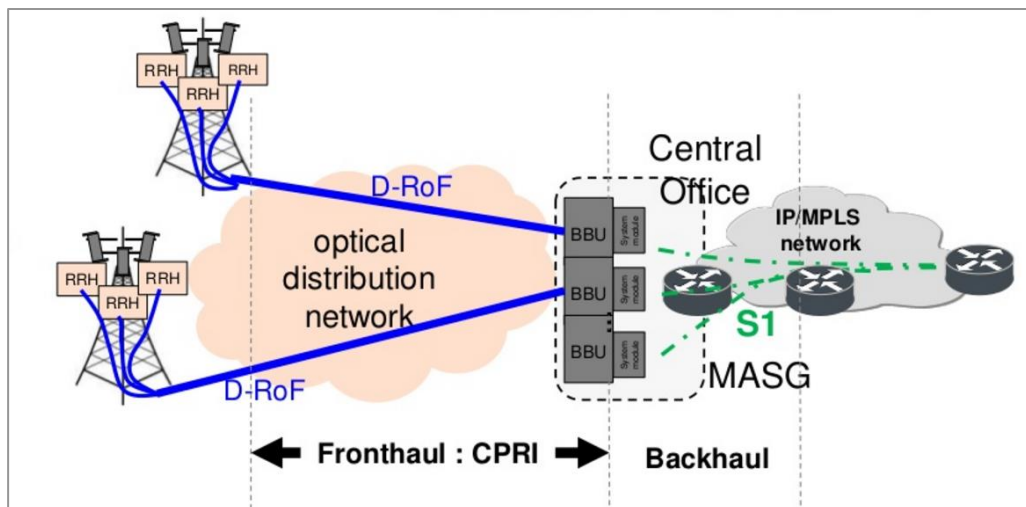 RRH
RRH
RRH
D-RoF
Central
Office
optical
distribution
network
BBU
System
module
IP/MPLS
network
RRH
RRH
RRH
BBU
System
module
S1
BBU
System
module
MASG
D-RoF
Fronthaul : CPRI
Backhaul